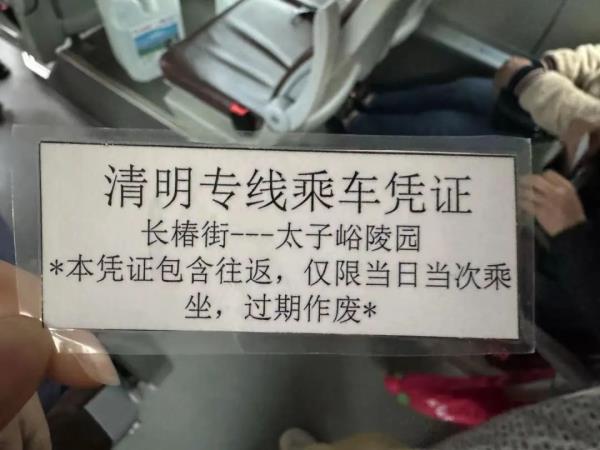 清明专线乘车凭证
长椿街---太子峪陵园
*本凭证包含往返，仅限当日当次乘
坐，过期作废*